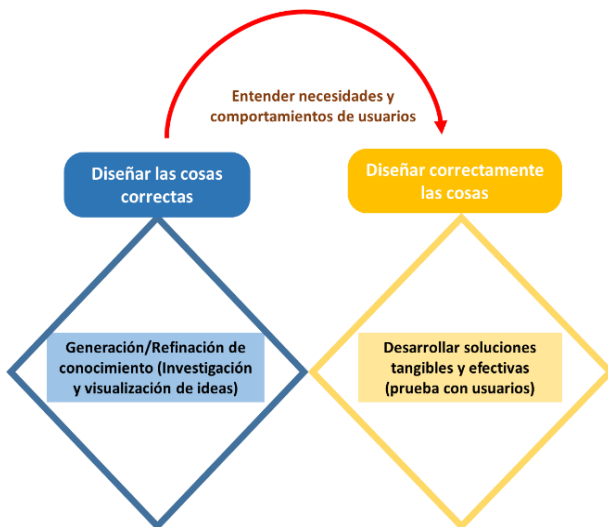 Entender necesidades y
comportamientos de usuarios
Diseñar las cosas
correctas
Diseñar correctamente
las cosas
Generación/Refinación de
conocimiento (Investigación
y visualización de ideas)
Desarrollar soluciones
tangibles y efectivas
(prueba con usuarios)